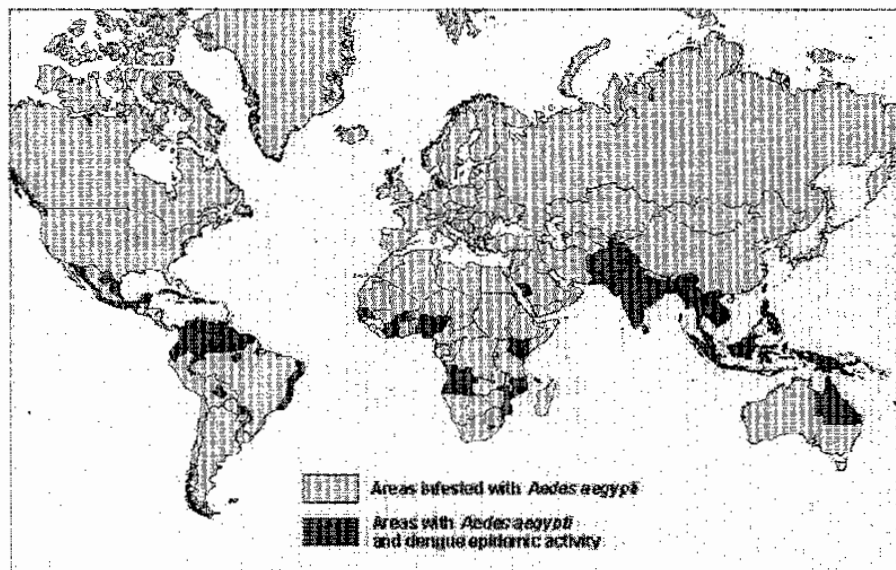 Areas infested with Aedes aegypti
Areas with Aedes aegypti
and dengue epidemic activity